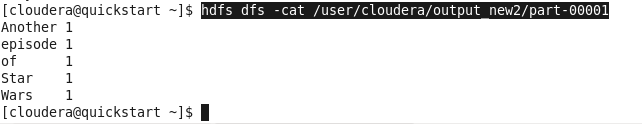 [cloudera@quickstart ~]$ hdfs dfs -cat /user/cloudera/output_new2/part-00001
Another 1
episode 1
of      1
Star    1
Wars    1
[cloudera@quickstart ~]$